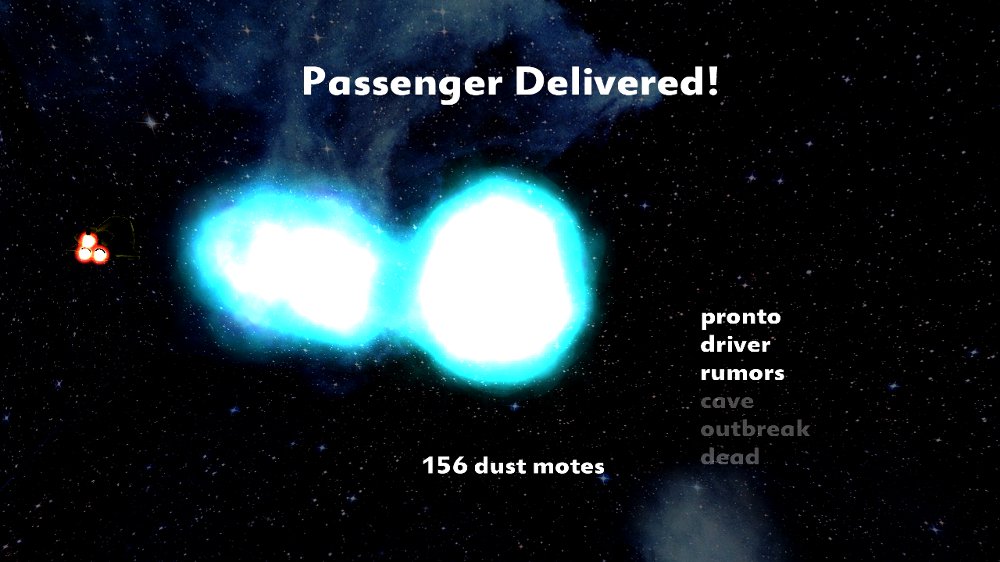 Passenger Delivered!
pronto
driver
rumors
cave
outbreak
dead
156 dust motes